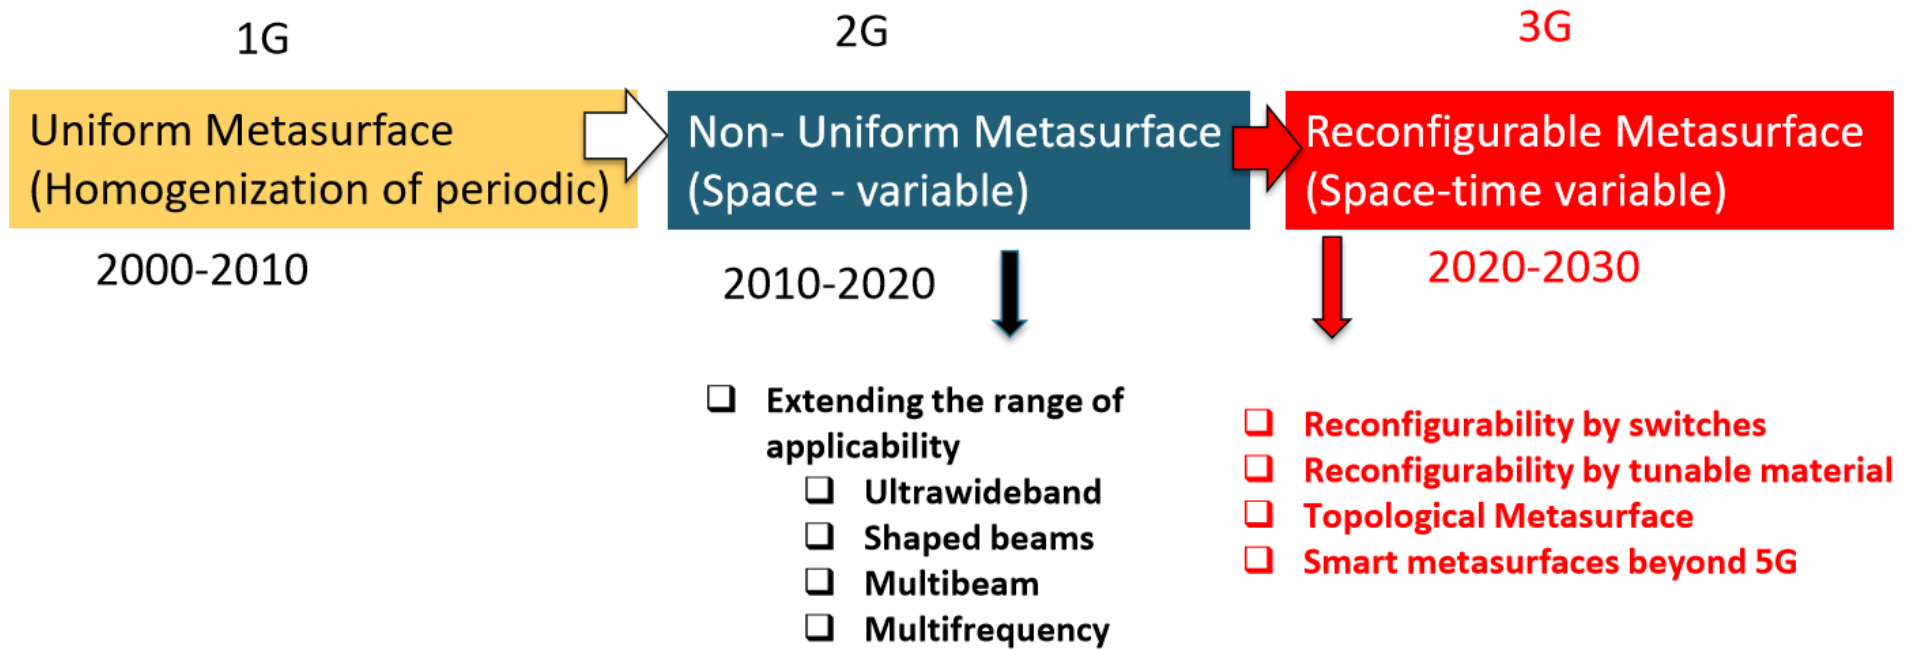 1G
Uniform Metasurface
(Homogenization of periodic)
2000-2010
2G
Non- Uniform Metasurface
(Space - variable)
2010-2020
Extending the range of
applicability
Ultrawideband
Shaped beams
Multibeam
Multifrequency
3G
Reconfigurable Metasurface
(Space-time variable)
2020-2030
Reconfigurability by switches
Reconfigurability by tunable material
Topological Metasurface
Smart metasurfaces beyond 5G